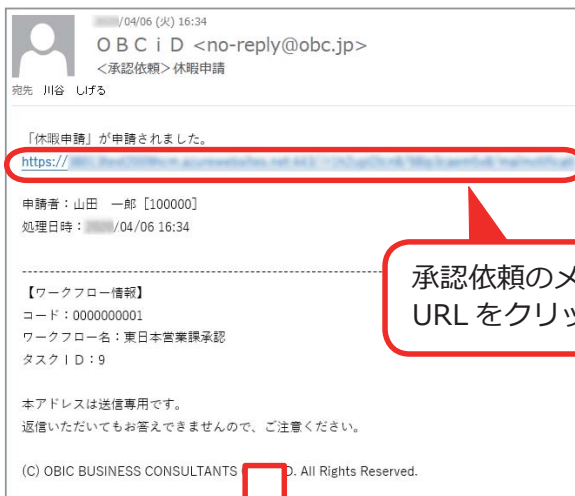 /04/06 (火) 16:34
ＯＢＣｉＤ <no-reply@obc.jp>
<承認依頼>休暇申請
宛先 川谷 しげる
「休暇申請」が申請されました。
https://
申請者：山田　一郎［100000］
処理日時： /04/06 16:34
承認依頼のメ
URL をクリッ
【ワークフロー情報】
コード：0000000001
ワークフロー名：東日本営業課承認
タスクＩＤ：9
本アドレスは送信専用です。
返信いただいてもお答えできませんので、ご注意ください。
(C) OBIC BUSINESS CONSULTANTS D. All Rights Reserved.